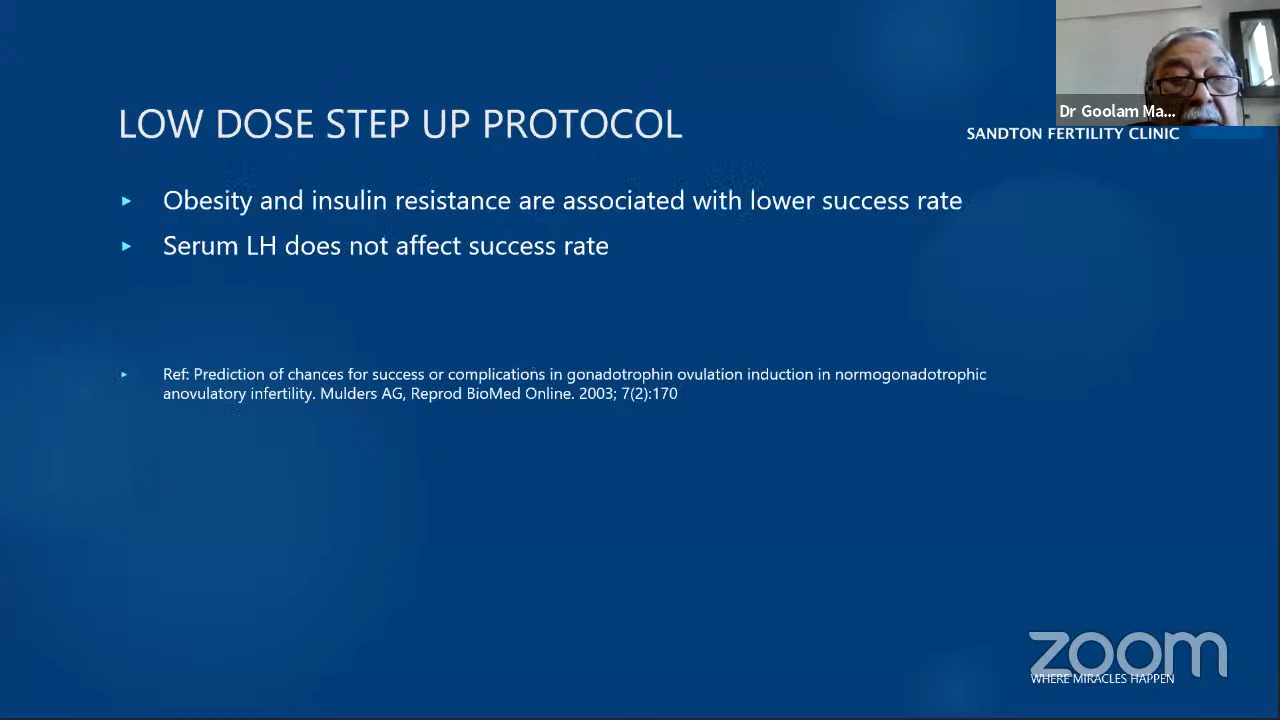 Dr Goolam Ma...
LOW DOSE STEP UP PROTOCOL
SANDTON FERTILITY CLINIC
Obesity and insulin resistance are associated with lower success rate
Serum LH does not affect success rate
Ref: Prediction of chances for success or complications in gonadotrophin ovulation induction in normogonadotrophic
anovulatory infertility. Mulders AG, Reprod BioMed Online. 2003; 7(2):170
zoom
WHERE MIRACLES HAPPEN